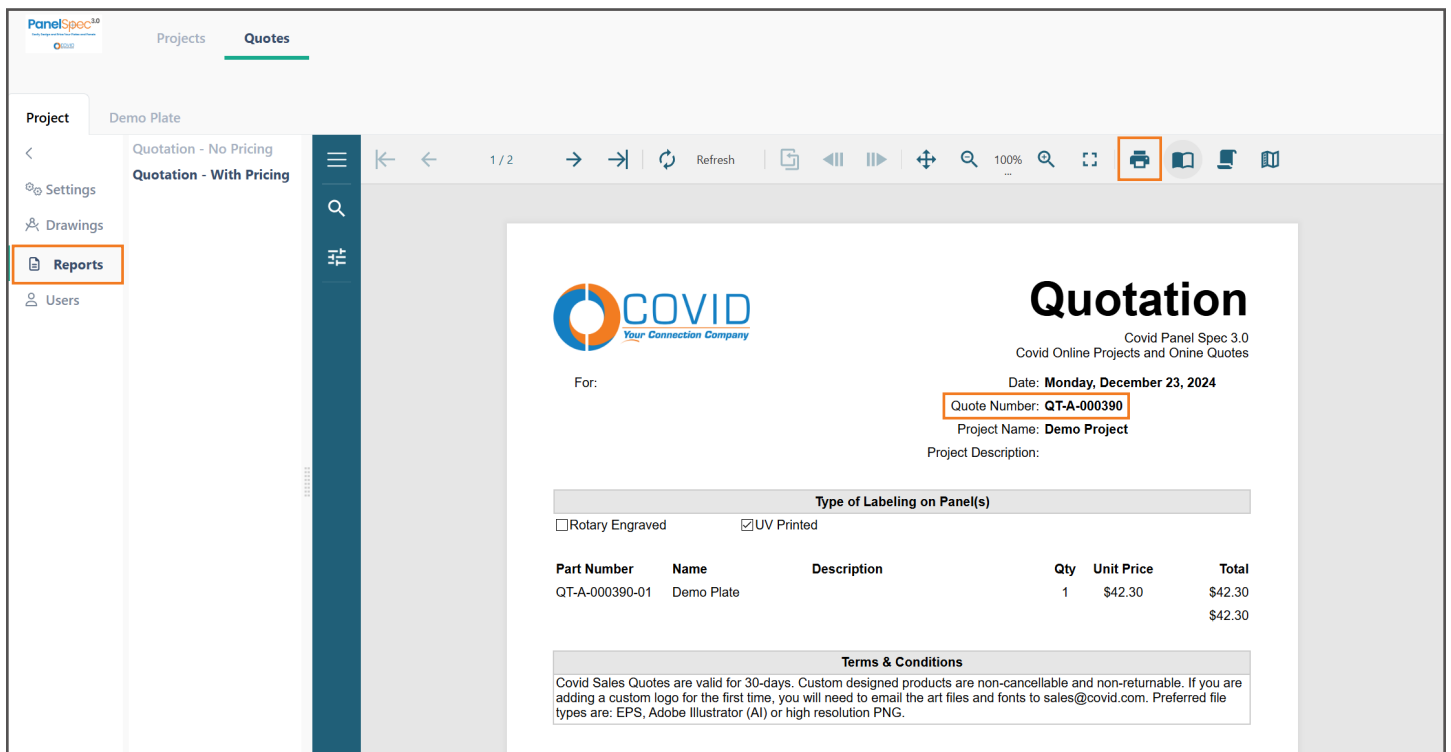 PanelSpec 3.0
COVID
Projects Quotes
Project Demo Plate
Quotation - No Pricing
Quotation - With Pricing
Settings
Drawings
Reports
Users
1 / 2 Refresh 100%
...
COVID
Your Connection Company
Quotation
Covid Panel Spec 3.0
Covid Online Projects and Onine Quotes
For:
Date: Monday, December 23, 2024
Quote Number: QT-A-000390
Project Name: Demo Project
Project Description:
Type of Labeling on Panel(s)
Rotary Engraved UV Printed
Part Number Name Description Qty Unit Price Total
QT-A-000390-01 Demo Plate 1 $42.30 $42.30
$42.30
Terms & Conditions
Covid Sales Quotes are valid for 30-days. Custom designed products are non-cancellable and non-returnable. If you are
adding a custom logo for the first time, you will need to email the art files and fonts to sales@covid.com. Preferred file
types are: EPS, Adobe Illustrator (AI) or high resolution PNG.